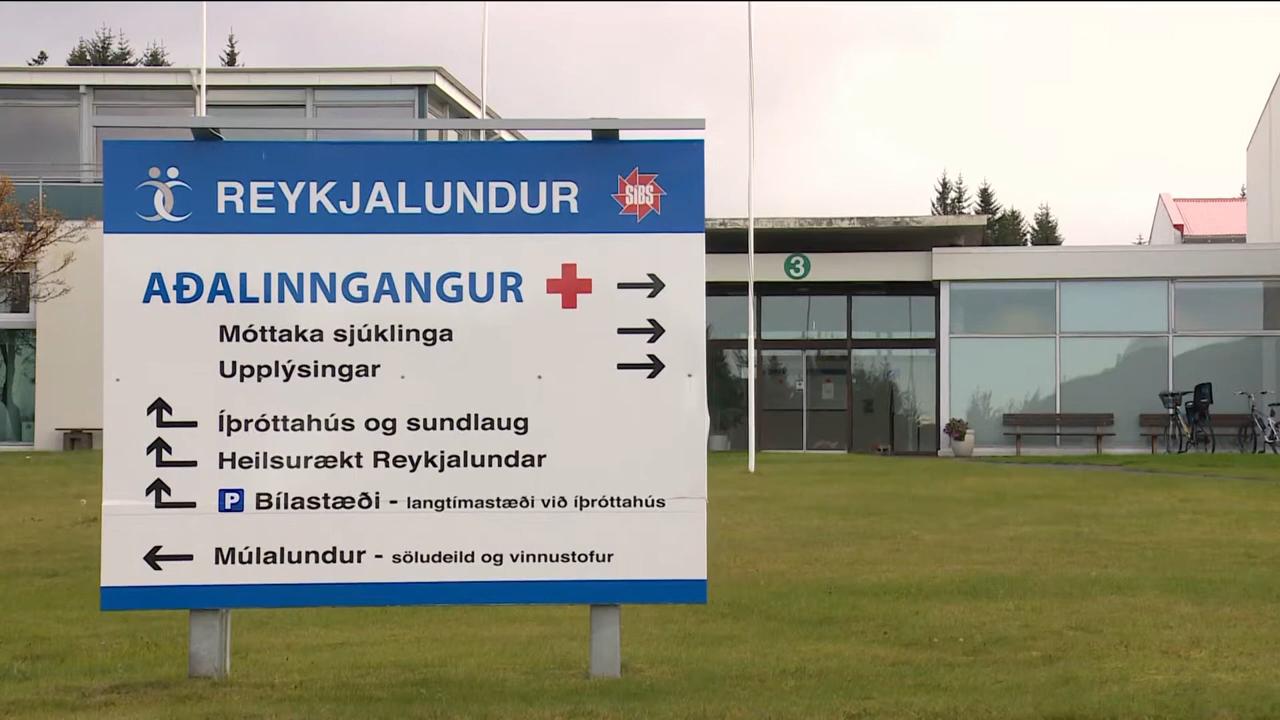 REYKJALUNDUR
SÍBS
AÐALINNGANGUR
Móttaka sjúklinga
Upplýsingar
Íþróttahús og sundlaug
Heilsurækt Reykjalundar
P Bílastæði - langtímastæði við íþróttahús
Múlalundur - söludeild og vinnustofur
3